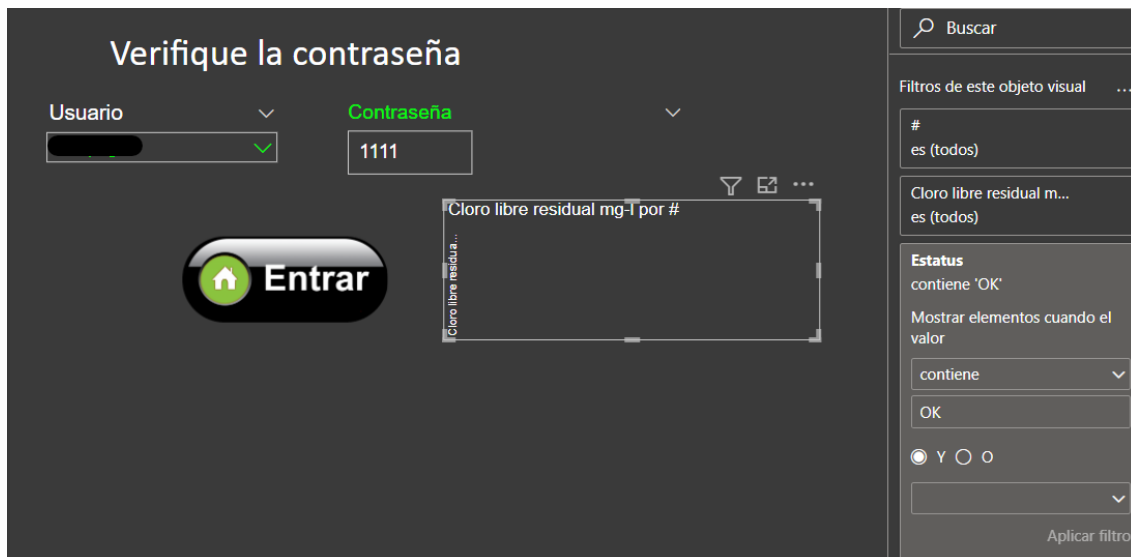 Verifique la contraseña
Usuario
Contraseña
1111
Entrar
Cloro libre residual mg-l por #
Cloro libre residua...
Buscar
Filtros de este objeto visual
#
es (todos)
Cloro libre residual m...
es (todos)
Estatus
contiene 'OK'
Mostrar elementos cuando el
valor
contiene
OK
Y O
Aplicar filtro